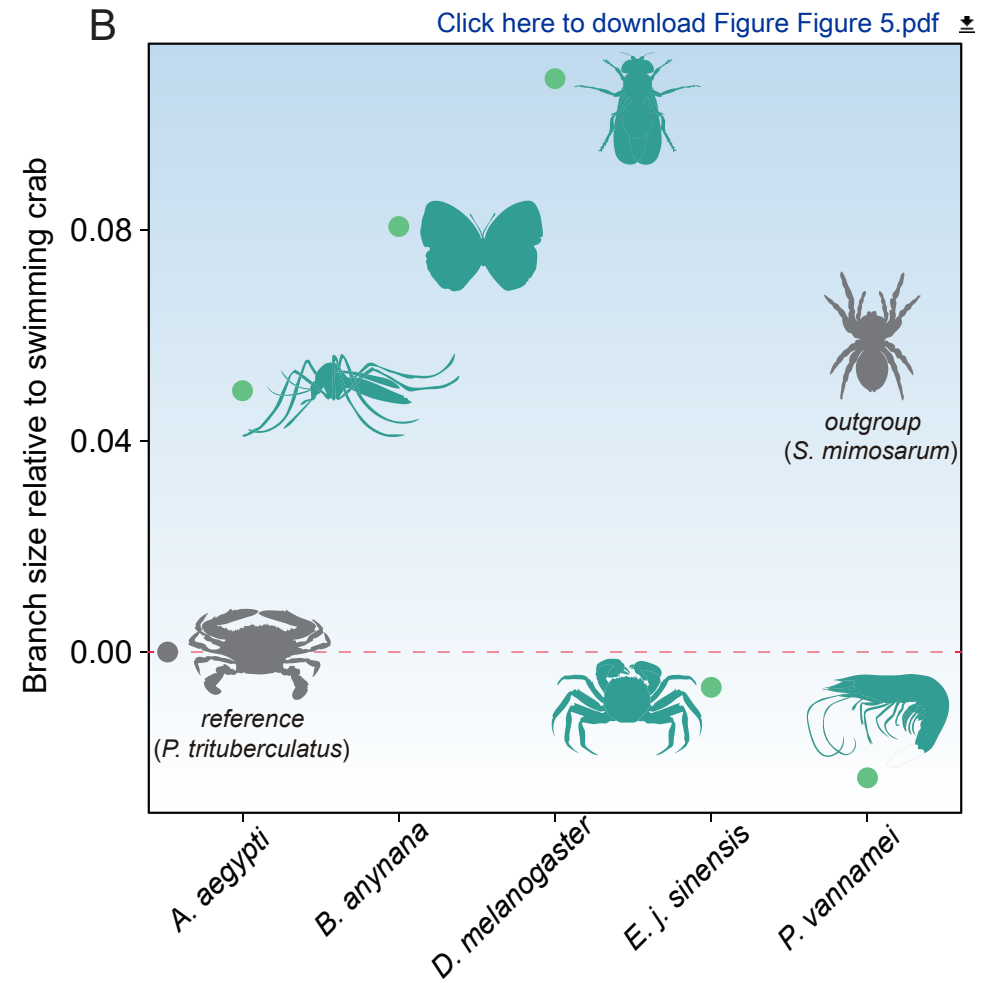 B
Click here to download Figure Figure 5.pdf
Branch size relative to swimming crab
0.08
0.04
0.00
outgroup
(S. mimosarum)
reference
(P. trituberculatus)
A. aegypti
B. anynana
D. melanogaster
E. j. sinensis
P. vannamei